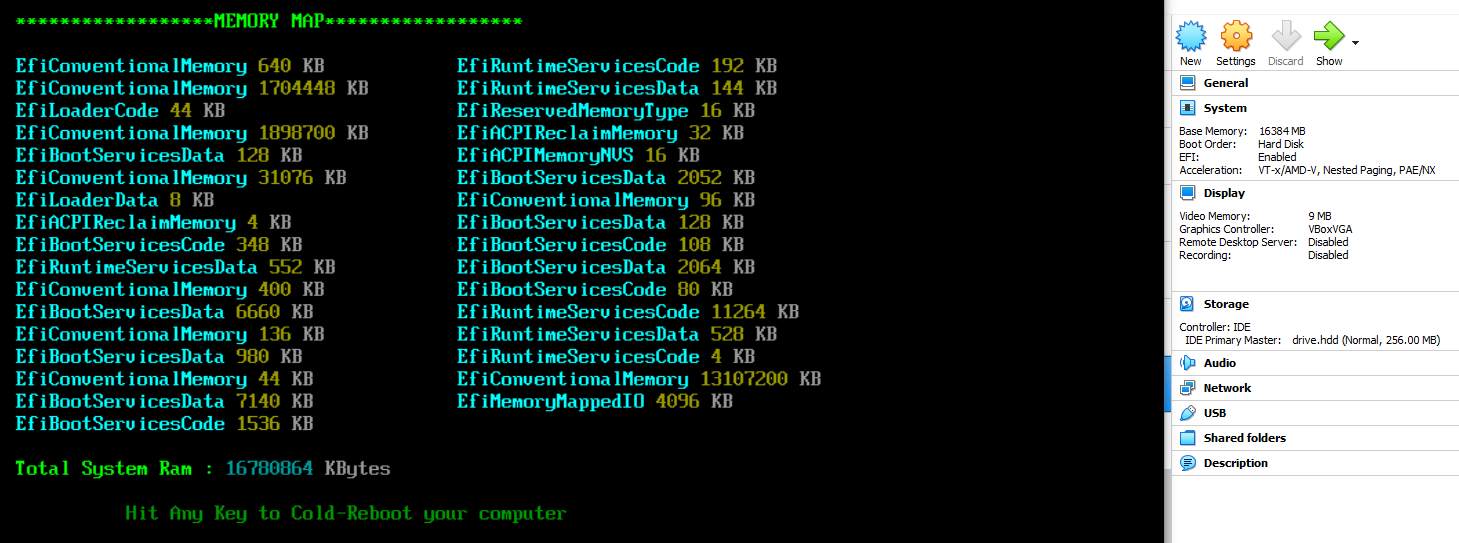 ******************MEMORY MAP******************
EfiConventionalMemory 640 KB
EfiConventionalMemory 1704448 KB
EfiLoaderCode 44 KB
EfiConventionalMemory 1898700 KB
EfiBootServicesData 128 KB
EfiConventionalMemory 31076 KB
EfiLoaderData 8 KB
EfiACPIReclaimMemory 4 KB
EfiBootServicesCode 348 KB
EfiRuntimeServicesData 552 KB
EfiConventionalMemory 400 KB
EfiBootServicesData 6660 KB
EfiConventionalMemory 136 KB
EfiBootServicesData 980 KB
EfiConventionalMemory 44 KB
EfiBootServicesData 7140 KB
EfiBootServicesCode 1536 KB
EfiRuntimeServicesCode 192 KB
EfiRuntimeServicesData 144 KB
EfiReservedMemoryType 16 KB
EfiACPIReclaimMemory 32 KB
EfiACPIMemoryNVS 16 KB
EfiBootServicesData 2052 KB
EfiConventionalMemory 96 KB
EfiBootServicesData 128 KB
EfiBootServicesCode 108 KB
EfiBootServicesData 2064 KB
EfiBootServicesCode 80 KB
EfiRuntimeServicesCode 11264 KB
EfiRuntimeServicesData 528 KB
EfiRuntimeServicesCode 4 KB
EfiConventionalMemory 13107200 KB
EfiMemoryMappedIO 4096 KB
Total System Ram : 16780864 KBytes
Hit Any Key to Cold-Reboot your computer
New Settings Discard Show
General
System
Base Memory: 16384 MB
Boot Order: Hard Disk
EFI: Enabled
Acceleration: VT-x/AMD-V, Nested Paging, PAE/NX
Display
Video Memory: 9 MB
Graphics Controller: VBoxVGA
Remote Desktop Server: Disabled
Recording: Disabled
Storage
Controller: IDE
IDE Primary Master: drive.hdd (Normal, 256.00 MB)
Audio
Network
USB
Shared folders
Description